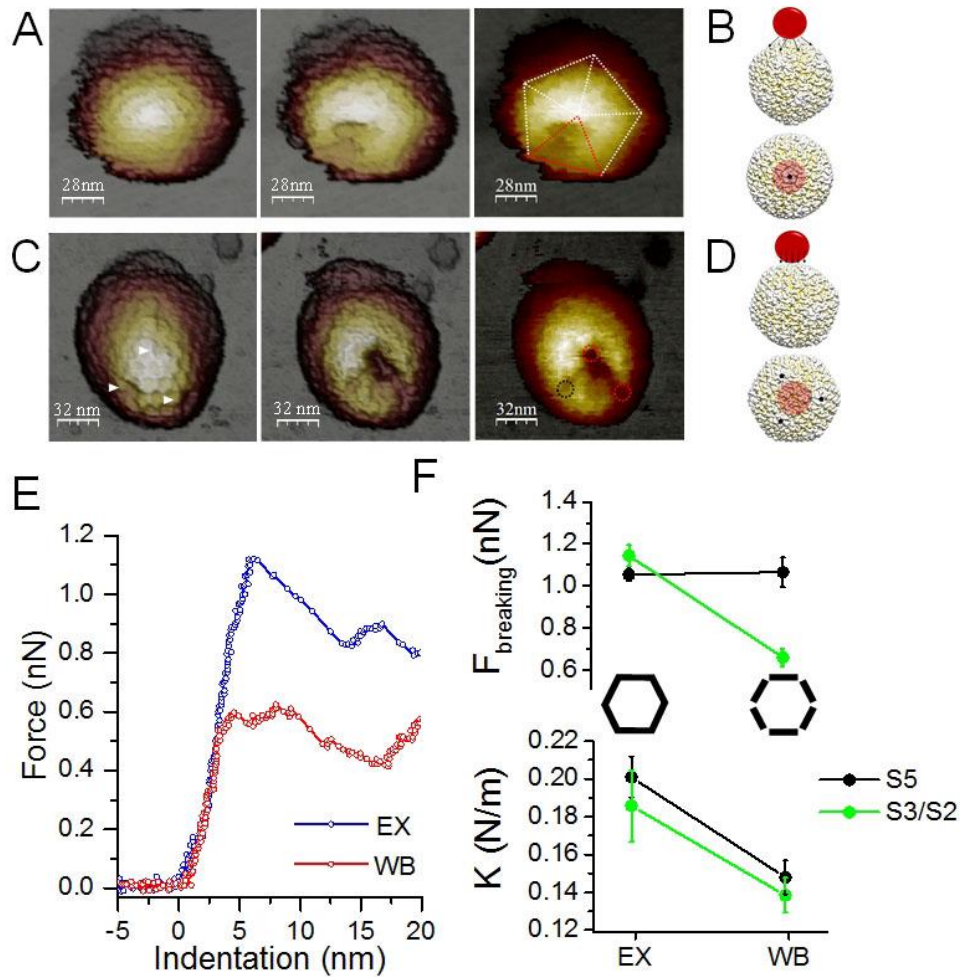 A
28nm
28nm
28nm
B
C
32 nm
32 nm
32nm
D
E
Force (nN)
1.2
1.0
0.8
0.6
0.4
0.2
0.0
EX
WB
-5 0 5 10 15 20
Indentation (nm)
F
F breaking (nN)
1.4
1.2
1.0
0.8
0.6
K (N/m)
0.22
0.20
0.18
0.16
0.14
0.12
S5
S3/S2
EX WB